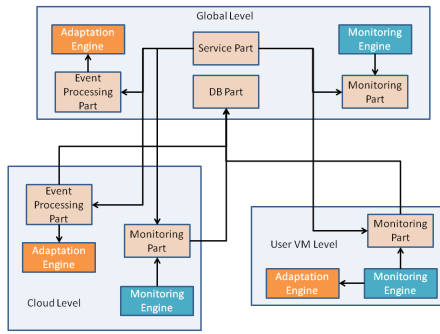 Global Level
Adaptation
Engine
Service Part
Monitoring
Engine
Event
Processing
Part
DB Part
Monitoring
Part
Event
Processing
Part
Monitoring
Part
Adaptation
Engine
Cloud Level
Monitoring
Engine
Monitoring
Part
User VM Level
Adaptation
Engine
Monitoring
Engine